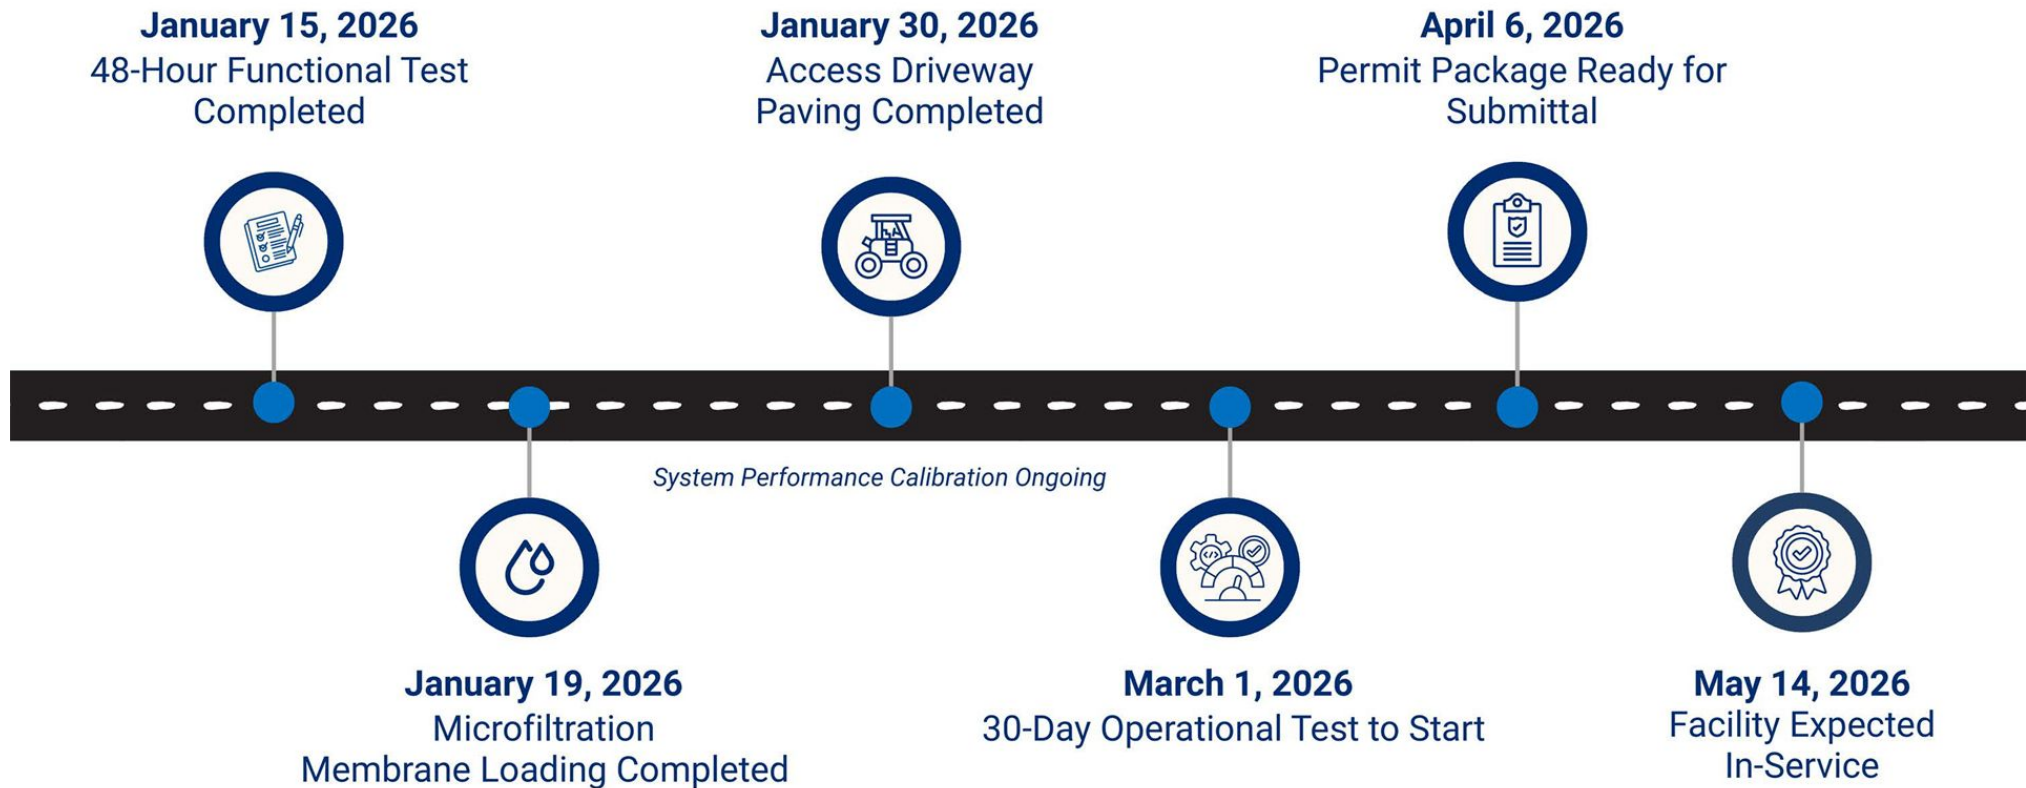 January 15, 2026
48-Hour Functional Test
Completed
January 30, 2026
Access Driveway
Paving Completed
April 6, 2026
Permit Package Ready for
Submittal
System Performance Calibration Ongoing
January 19, 2026
Microfiltration
Membrane Loading Completed
March 1, 2026
30-Day Operational Test to Start
May 14, 2026
Facility Expected
In-Service